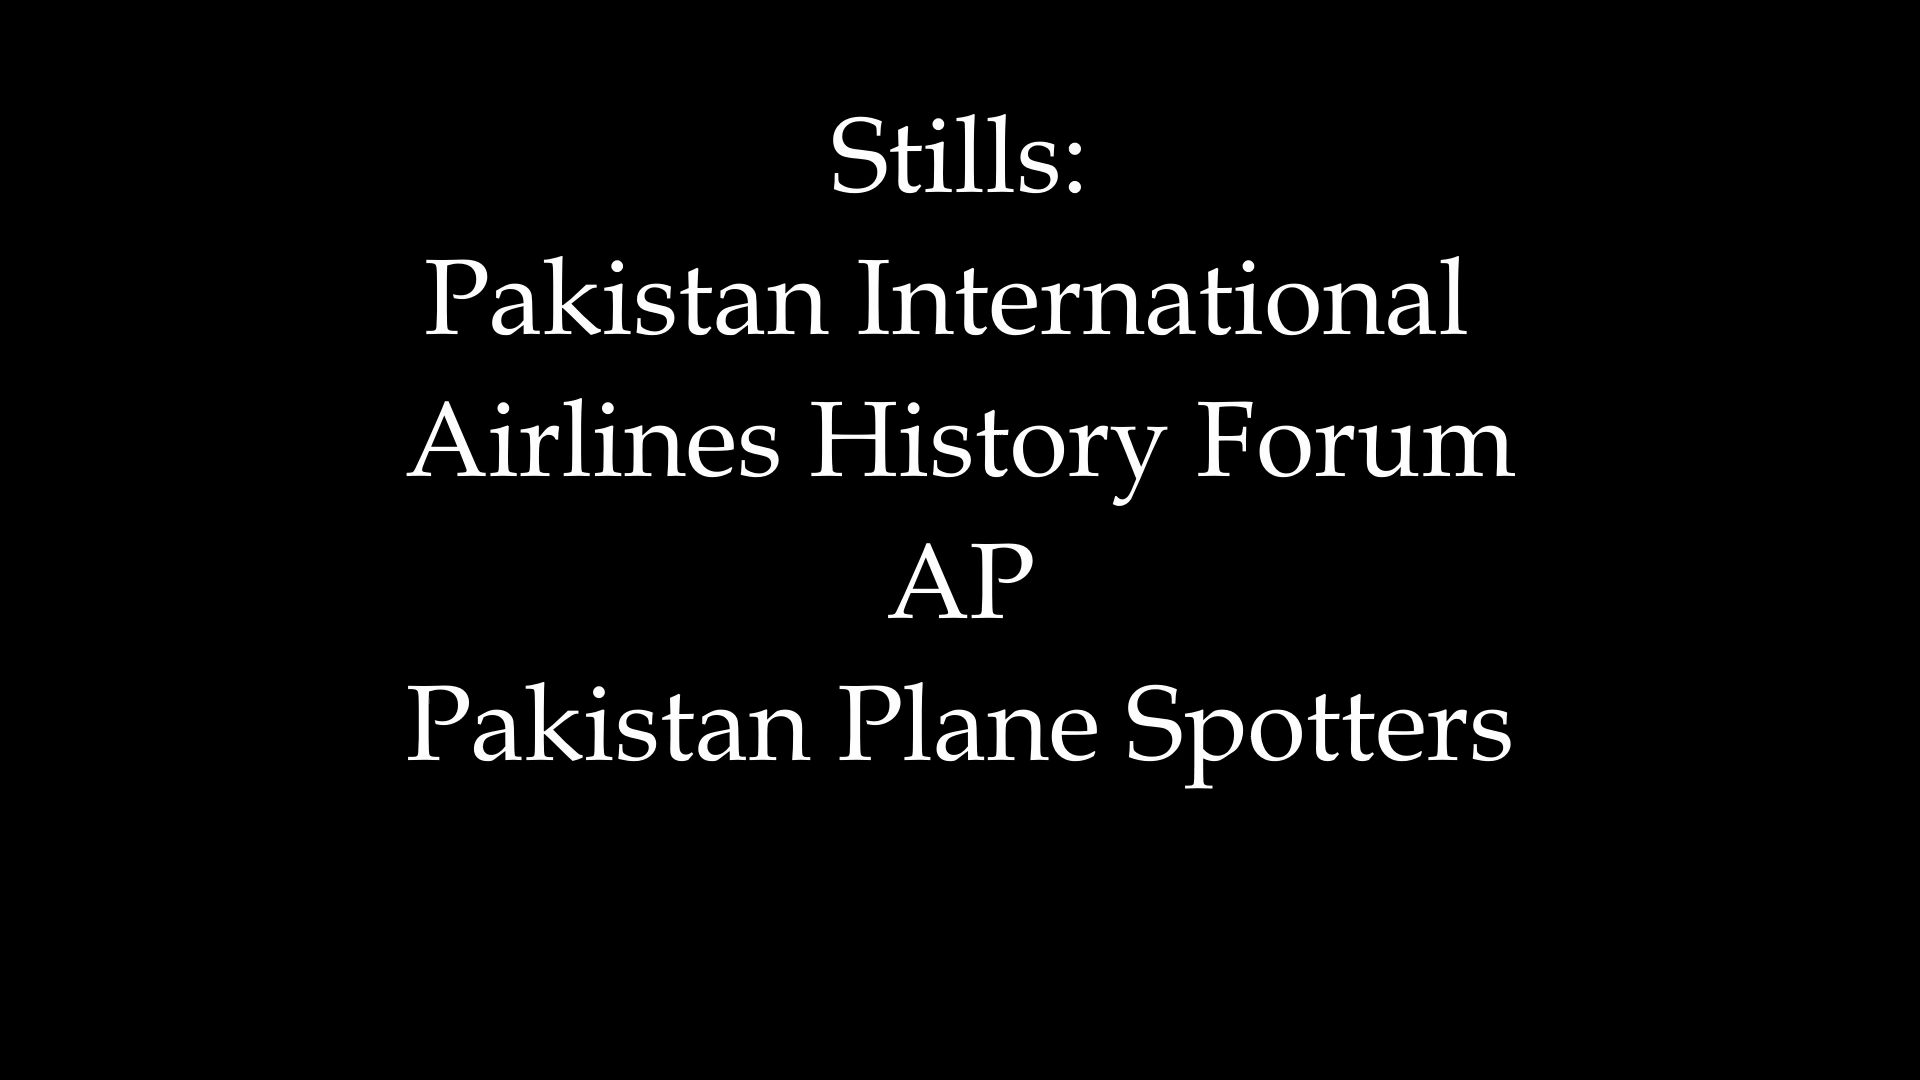 Stills:
Pakistan International
Airlines History Forum
AP
Pakistan Plane Spotters